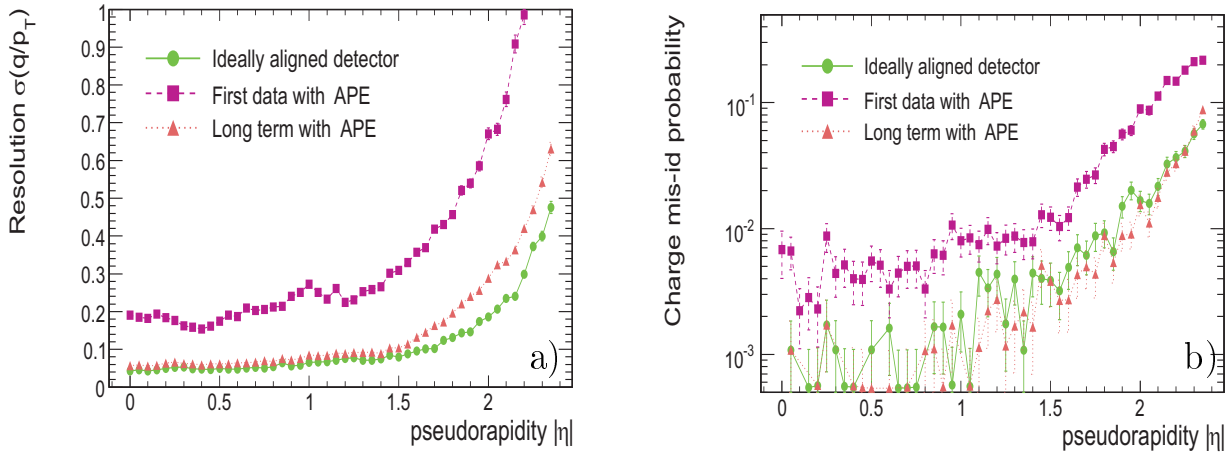 Resolution σ(q/p_T)
1
0.9
0.8
0.7
0.6
0.5
0.4
0.3
0.2
0.1
0
Ideally aligned detector
First data with APE
Long term with APE
a)
0 0.5 1 1.5 2
pseudorapidity |η|
Charge mis-id probability
10⁻¹
10⁻²
10⁻³
Ideally aligned detector
First data with APE
Long term with APE
b)
0 0.5 1 1.5 2
pseudorapidity |η|